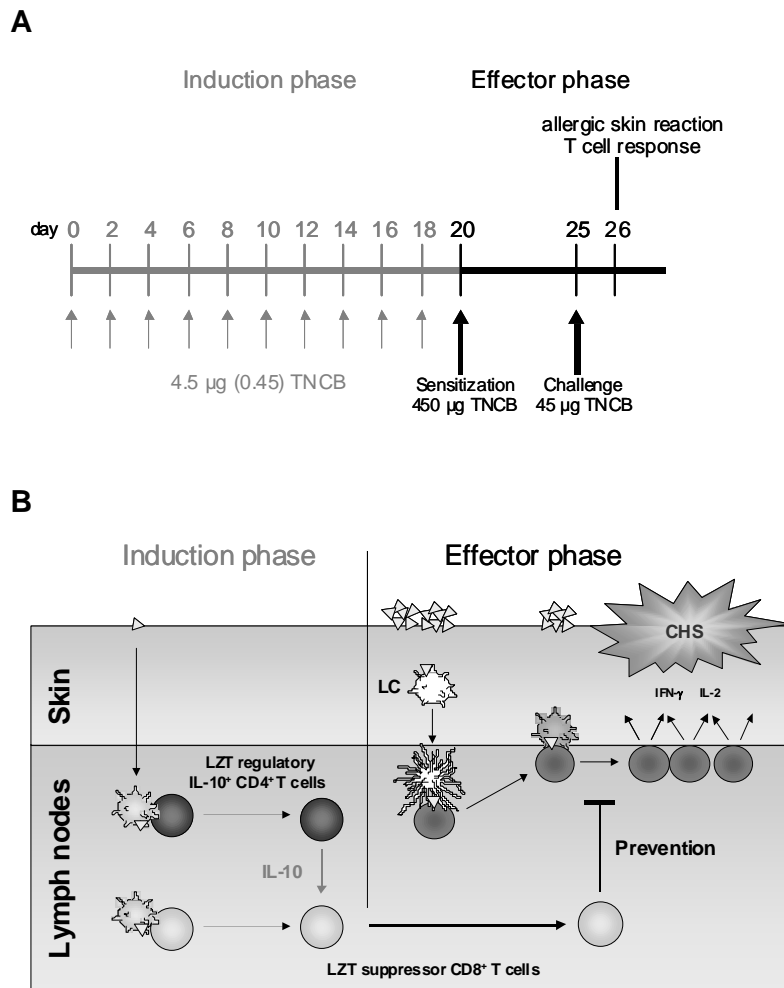 A
Induction phase
Effector phase
allergic skin reaction
T cell response
day 0 2 4 6 8 10 12 14 16 18 20 25 26
4.5 µg (0.45) TNCB
Sensitization
450 µg TNCB
Challenge
45 µg TNCB
B
Induction phase
Effector phase
CHS
Skin
LC
IFN-γ IL-2
LZT regulatory
IL-10⁺ CD4⁺ T cells
Lymph nodes
IL-10
Prevention
LZT suppressor CD8⁺ T cells